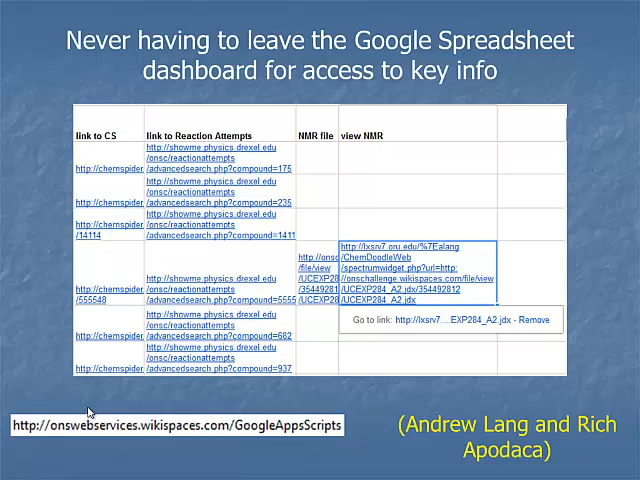 Never having to leave the Google Spreadsheet
dashboard for access to key info
link to CS link to Reaction Attempts NMR file view NMR
http://showme.physics.drexel.edu
/onsc/reactionattempts
http://chemspider /advancedsearch.php?compound=175
http://showme.physics.drexel.edu
/onsc/reactionattempts
http://chemspider /advancedsearch.php?compound=235
http://showme.physics.drexel.edu
http://chemspider /onsc/reactionattempts
/14114 /advancedsearch.php?compound=1411
http://lxsrv7.oru.edu/%7Ealang
http://ons /ChemDoodleWeb
/file/view /spectrumwidget.php?url=http:
http://showme.physics.drexel.edu /UCEXP28 //onschallenge.wikispaces.com/file/view
http://chemspider /onsc/reactionattempts /35449281 /UCEXP284_A2.jdx/354492812
/555548 /advancedsearch.php?compound=5555 /UCEXP28 /UCEXP284_A2.jdx
http://showme.physics.drexel.edu
/onsc/reactionattempts
http://chemspider /advancedsearch.php?compound=682
Go to link: http://lxsrv7....EXP284_A2.jdx - Remove
http://showme.physics.drexel.edu
/onsc/reactionattempts
http://chemspider /advancedsearch.php?compound=937
http://onswebservices.wikispaces.com/GoogleAppsScripts
(Andrew Lang and Rich
Apodaca)